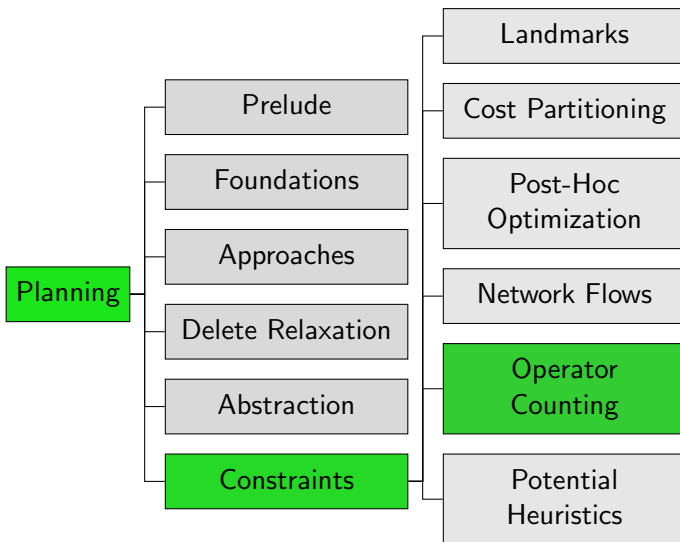 Planning
Prelude
Foundations
Approaches
Delete Relaxation
Abstraction
Constraints
Landmarks
Cost Partitioning
Post-Hoc
Optimization
Network Flows
Operator
Counting
Potential
Heuristics